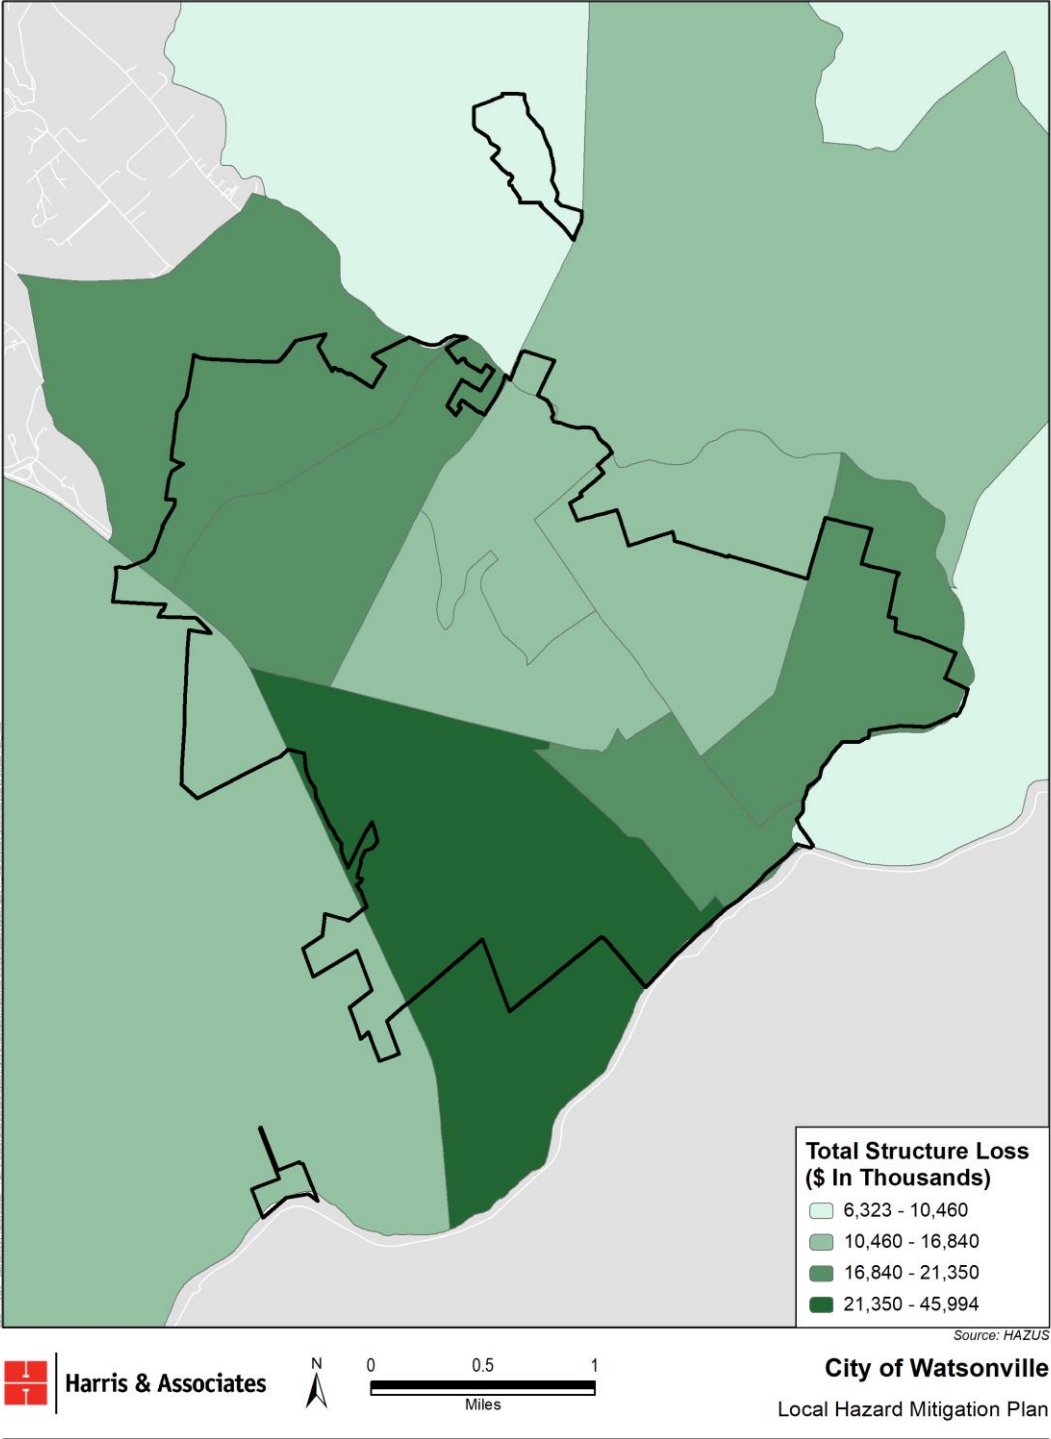 Total Structure Loss
($ In Thousands)
6,323 - 10,460
10,460 - 16,840
16,840 - 21,350
21,350 - 45,994
Source: HAZUS
Harris & Associates
N
0 0.5 1
Miles
City of Watsonville
Local Hazard Mitigation Plan